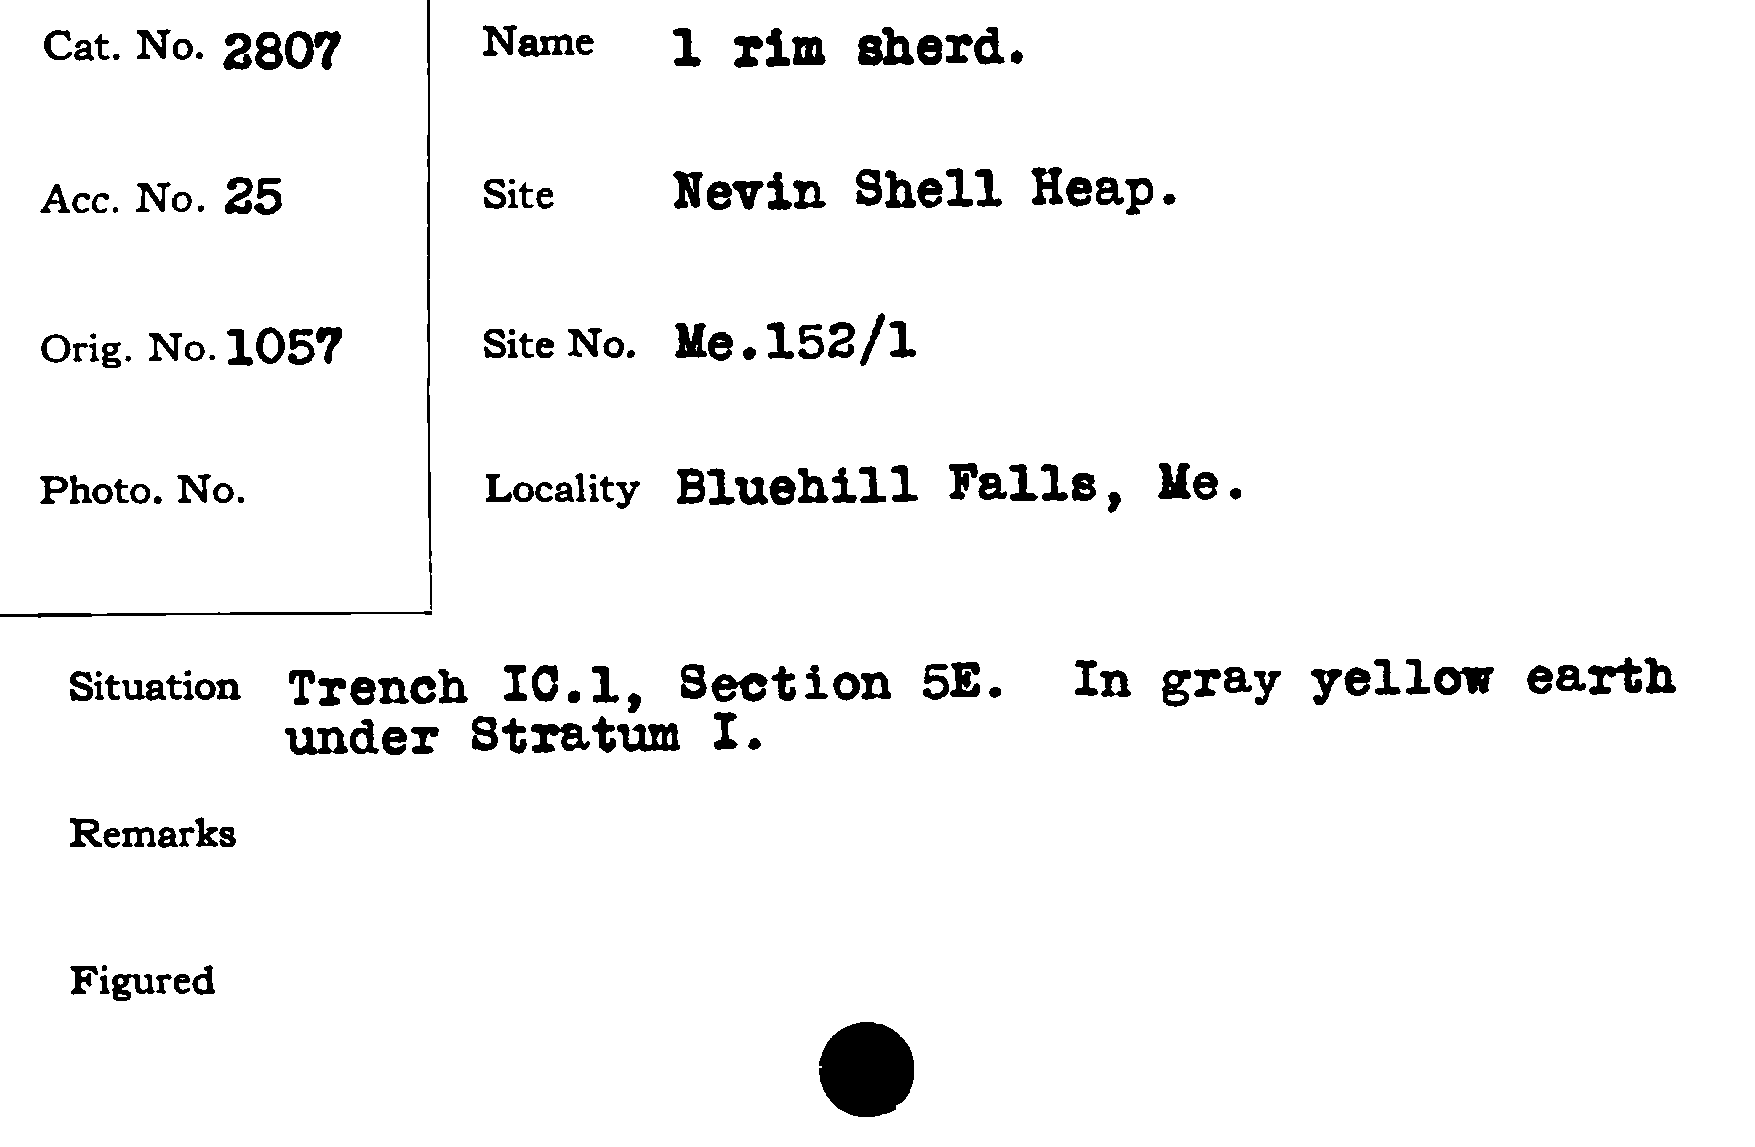 Cat. No. 2807
Acc. No. 25
Orig. No. 1057
Photo. No.
Name 1 rim sherd.
Site Nevin Shell Heap.
Site No. Me.152/1
Locality Bluehill Falls, Me.
Situation Trench IC.1, Section 5E. In gray yellow earth
under Stratum I.
Remarks
Figured